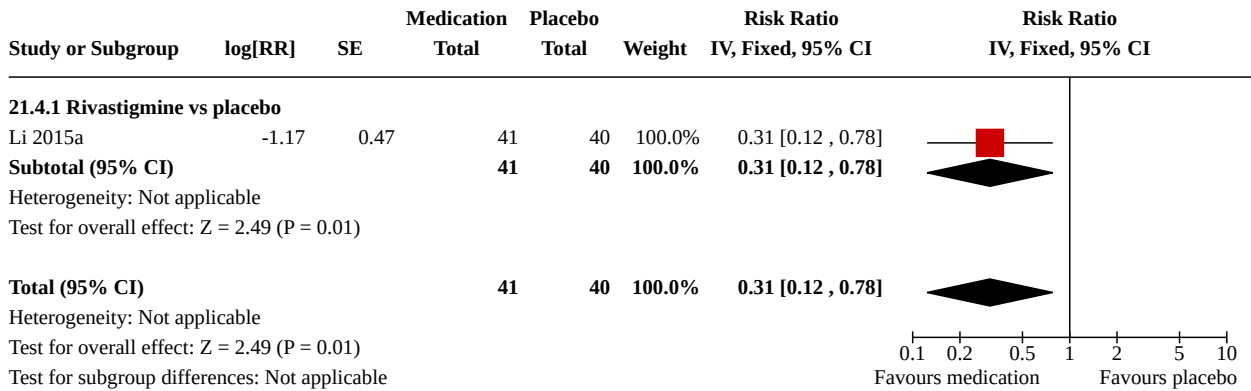 Medication Placebo Risk Ratio Risk Ratio
Study or Subgroup log[RR] SE Total Total Weight IV, Fixed, 95% CI IV, Fixed, 95% CI
21.4.1 Rivastigmine vs placebo
Li 2015a -1.17 0.47 41 40 100.0% 0.31 [0.12 , 0.78]
Subtotal (95% CI) 41 40 100.0% 0.31 [0.12 , 0.78]
Heterogeneity: Not applicable
Test for overall effect: Z = 2.49 (P = 0.01)
Total (95% CI) 41 40 100.0% 0.31 [0.12 , 0.78]
Heterogeneity: Not applicable
Test for overall effect: Z = 2.49 (P = 0.01)
0.1 0.2 0.5 1 2 5 10
Test for subgroup differences: Not applicable Favours medication Favours placebo